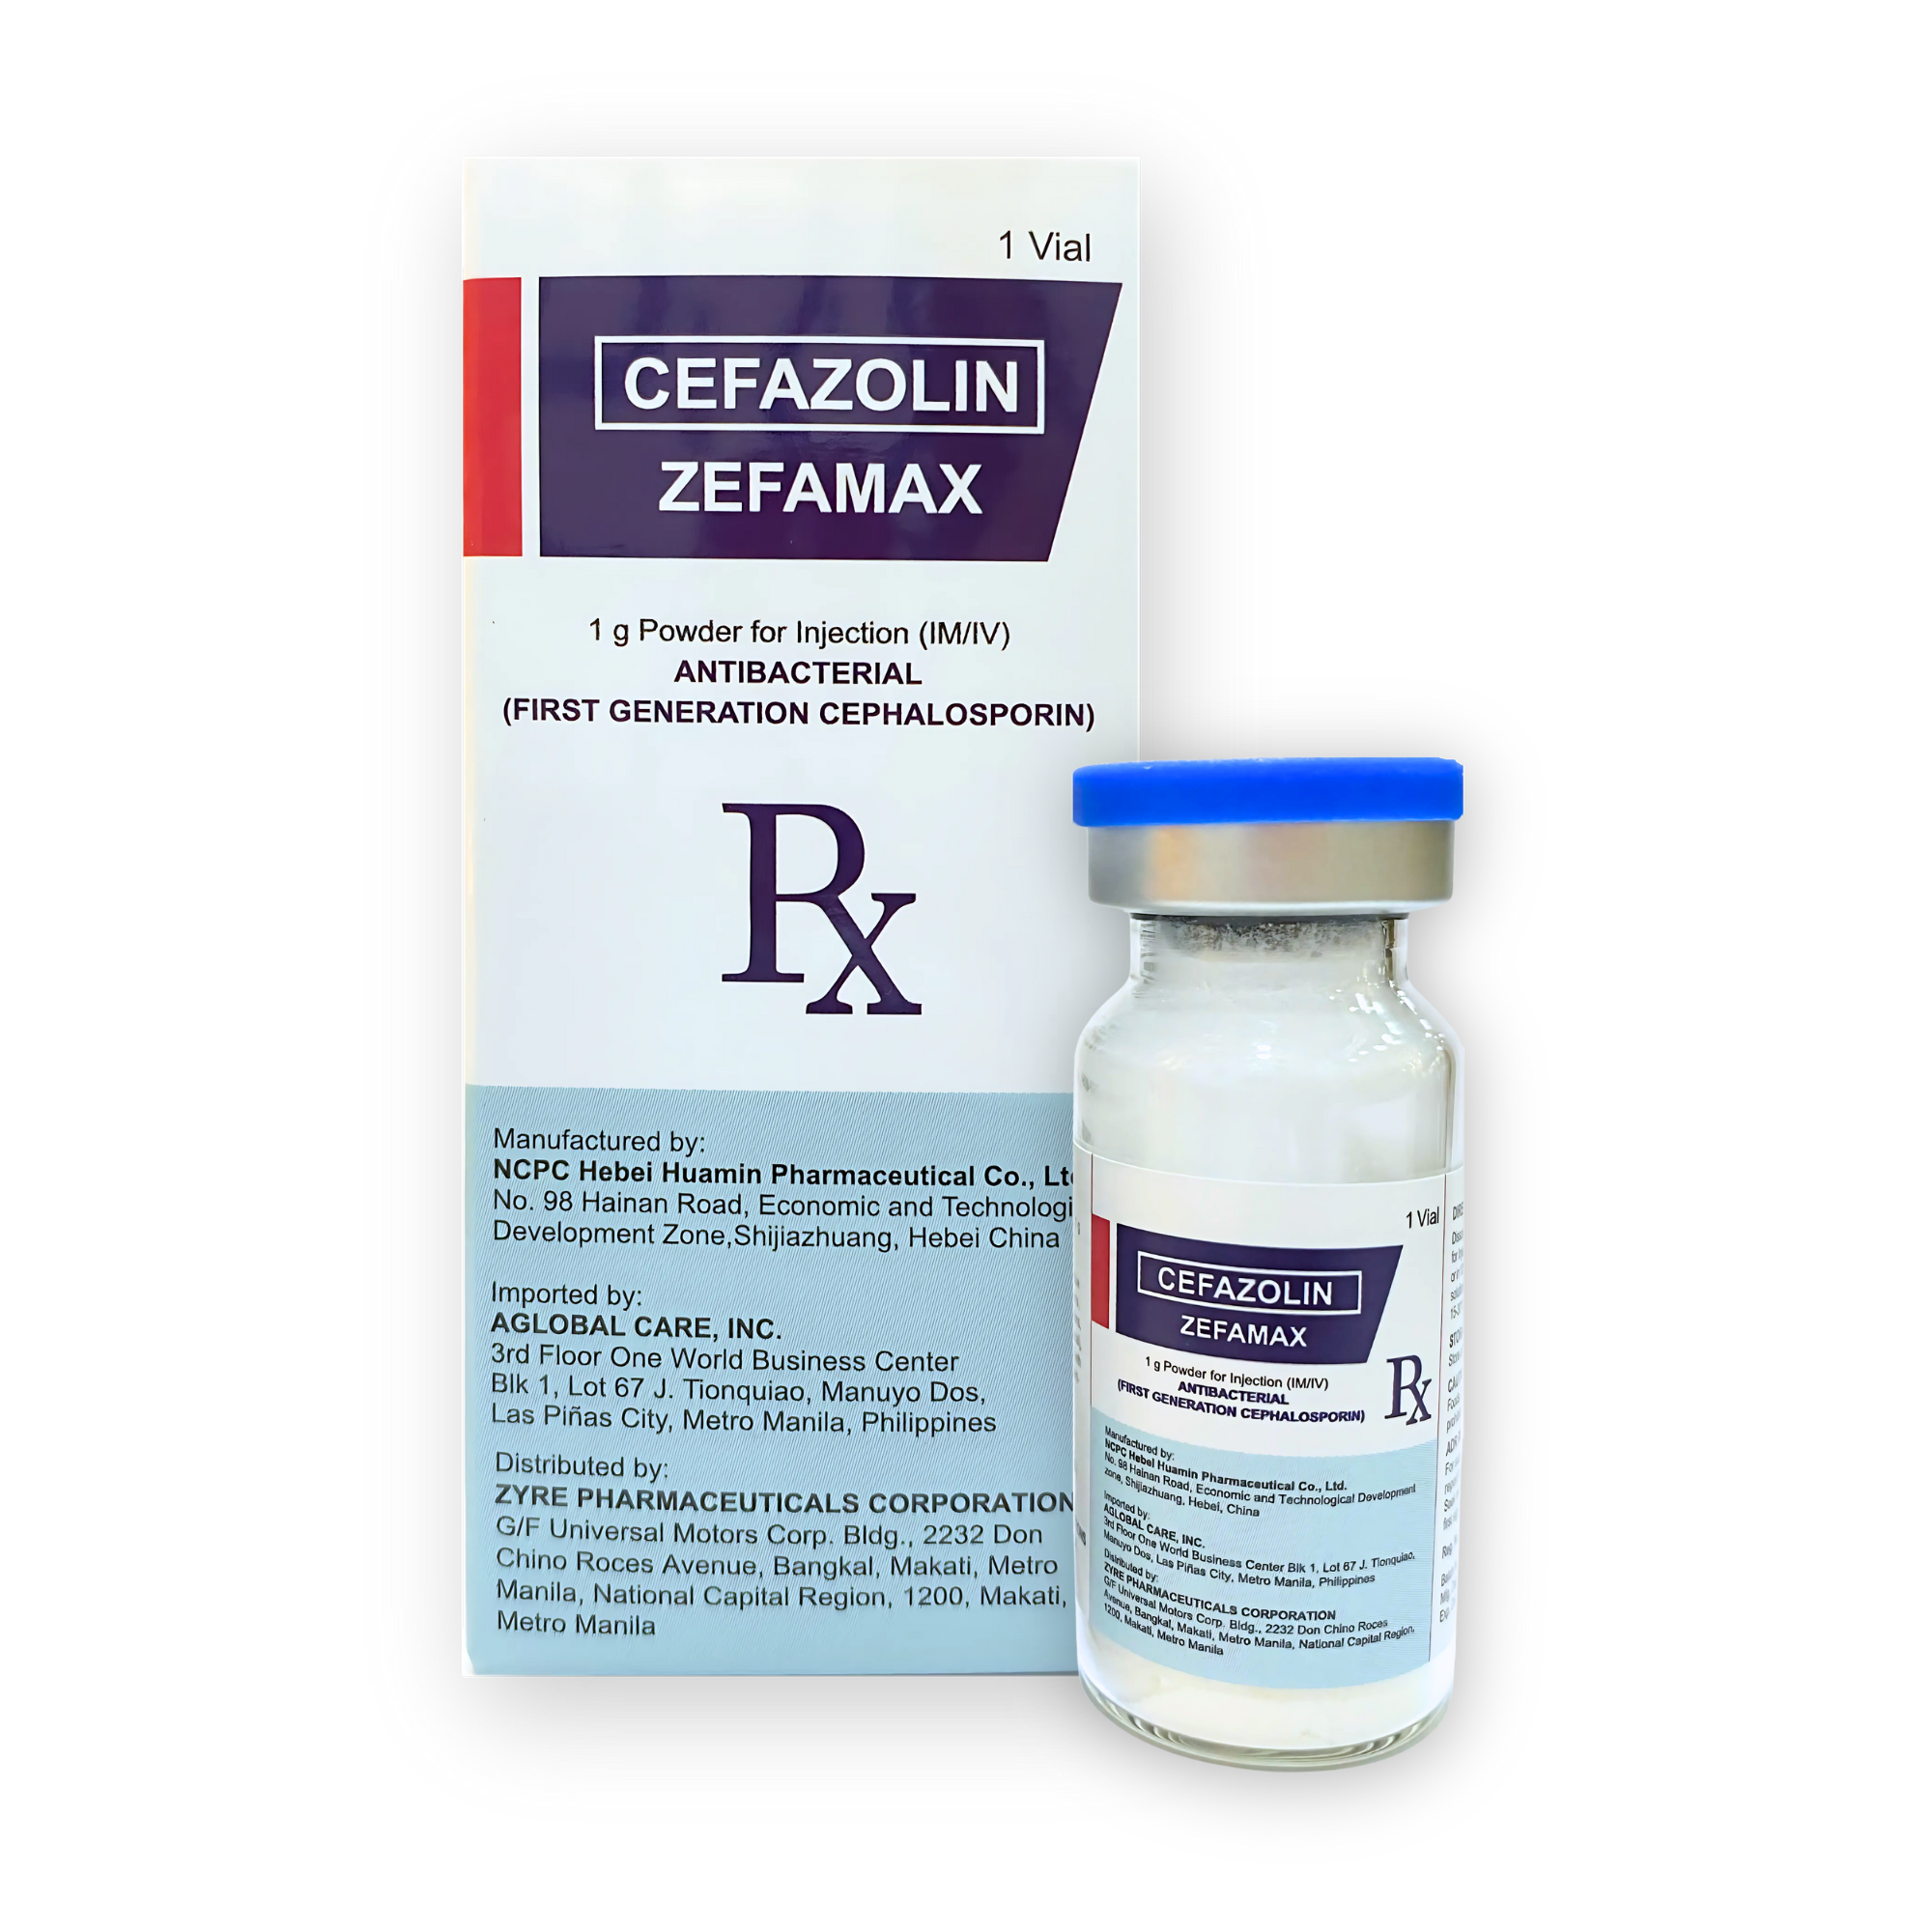 1 Vial
CEFAZOLIN
ZEFAMAX
1 g Powder for Injection (IM/IV)
ANTIBACTERIAL
(FIRST GENERATION CEPHALOSPORIN)
Rx
Manufactured by:
NCPC Hebei Huamin Pharmaceutical Co.,
No. 98 Hainan Road, Economic and
Development Zone,Shijiazhuang, Hebei China
Imported by:
AGLOBAL CARE, INC.
3rd Floor One World Business Center
Blk 1, Lot 67 J. Tionquiao, Manuyo Dos,
Las Piñas City, Metro Manila, Philippines
Distributed by:
ZYRE PHARMACEUTICALS CORPORATION
G/F Universal Motors Corp. Bldg., 2232 Don
Chino Roces Avenue, Bangkal, Makati, Metro
Manila, National Capital Region, 1200, Makati,
Metro Manila
1 Vial
CEFAZOLIN
ZEFAMAX
1 g Powder for Injection (IM/IV)
ANTIBACTERIAL
(FIRST GENERATION CEPHALOSPORIN)
Rx
Manufactured by:
NCPC Hebei Huamin Pharmaceutical Co., Ltd.
No. 98 Hainan Road, Economic and Technological Development
zone, Shijiazhuang, Hebei, China
Imported by:
AGLOBAL CARE, INC.
3rd Floor One World Business Center Blk 1, Lot 67 J. Tionquiao,
Manuyo Dos, Las Piñas City, Metro Manila, Philippines
Distributed by:
ZYRE PHARMACEUTICALS CORPORATION
G/F Universal Motors Corp. Bldg., 2232 Don Chino Roces
Avenue, Bangkal, Makati, Metro Manila, National Capital Region,
1200, Makati, Metro Manila